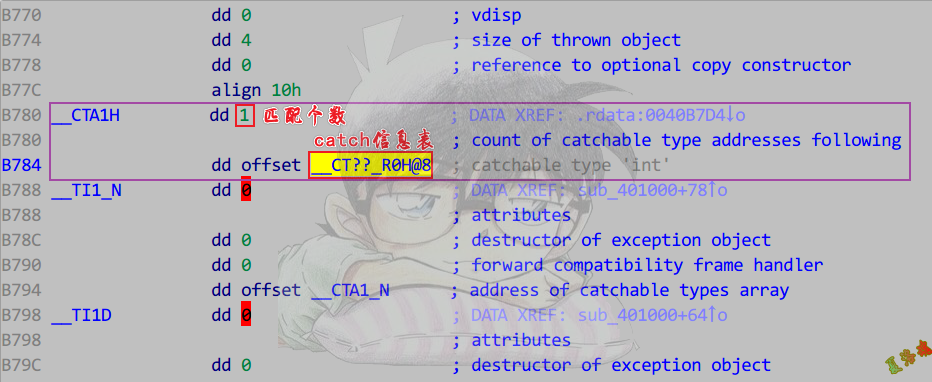 B770 dd 0 ; vdisp
B774 dd 4 ; size of thrown object
B778 dd 0 ; reference to optional copy constructor
B77C align 10h
B780 __CTA1H dd 1 匹配个数 ; DATA XREF: .rdata:0040B7D4↓o
B780 catch信息表 ; count of catchable type addresses following
B784 dd offset __CT??_R0H@8 ; catchable type 'int'
B788 __TI1_N dd 0 ; DATA XREF: sub_401000+78↑o
B788 ; attributes
B78C dd 0 ; destructor of exception object
B790 dd 0 ; forward compatibility frame handler
B794 dd offset __CTA1_N ; address of catchable types array
B798 __TI1D dd 0 ; DATA XREF: sub_401000+64↑o
B798 ; attributes
B79C dd 0 ; destructor of exception object